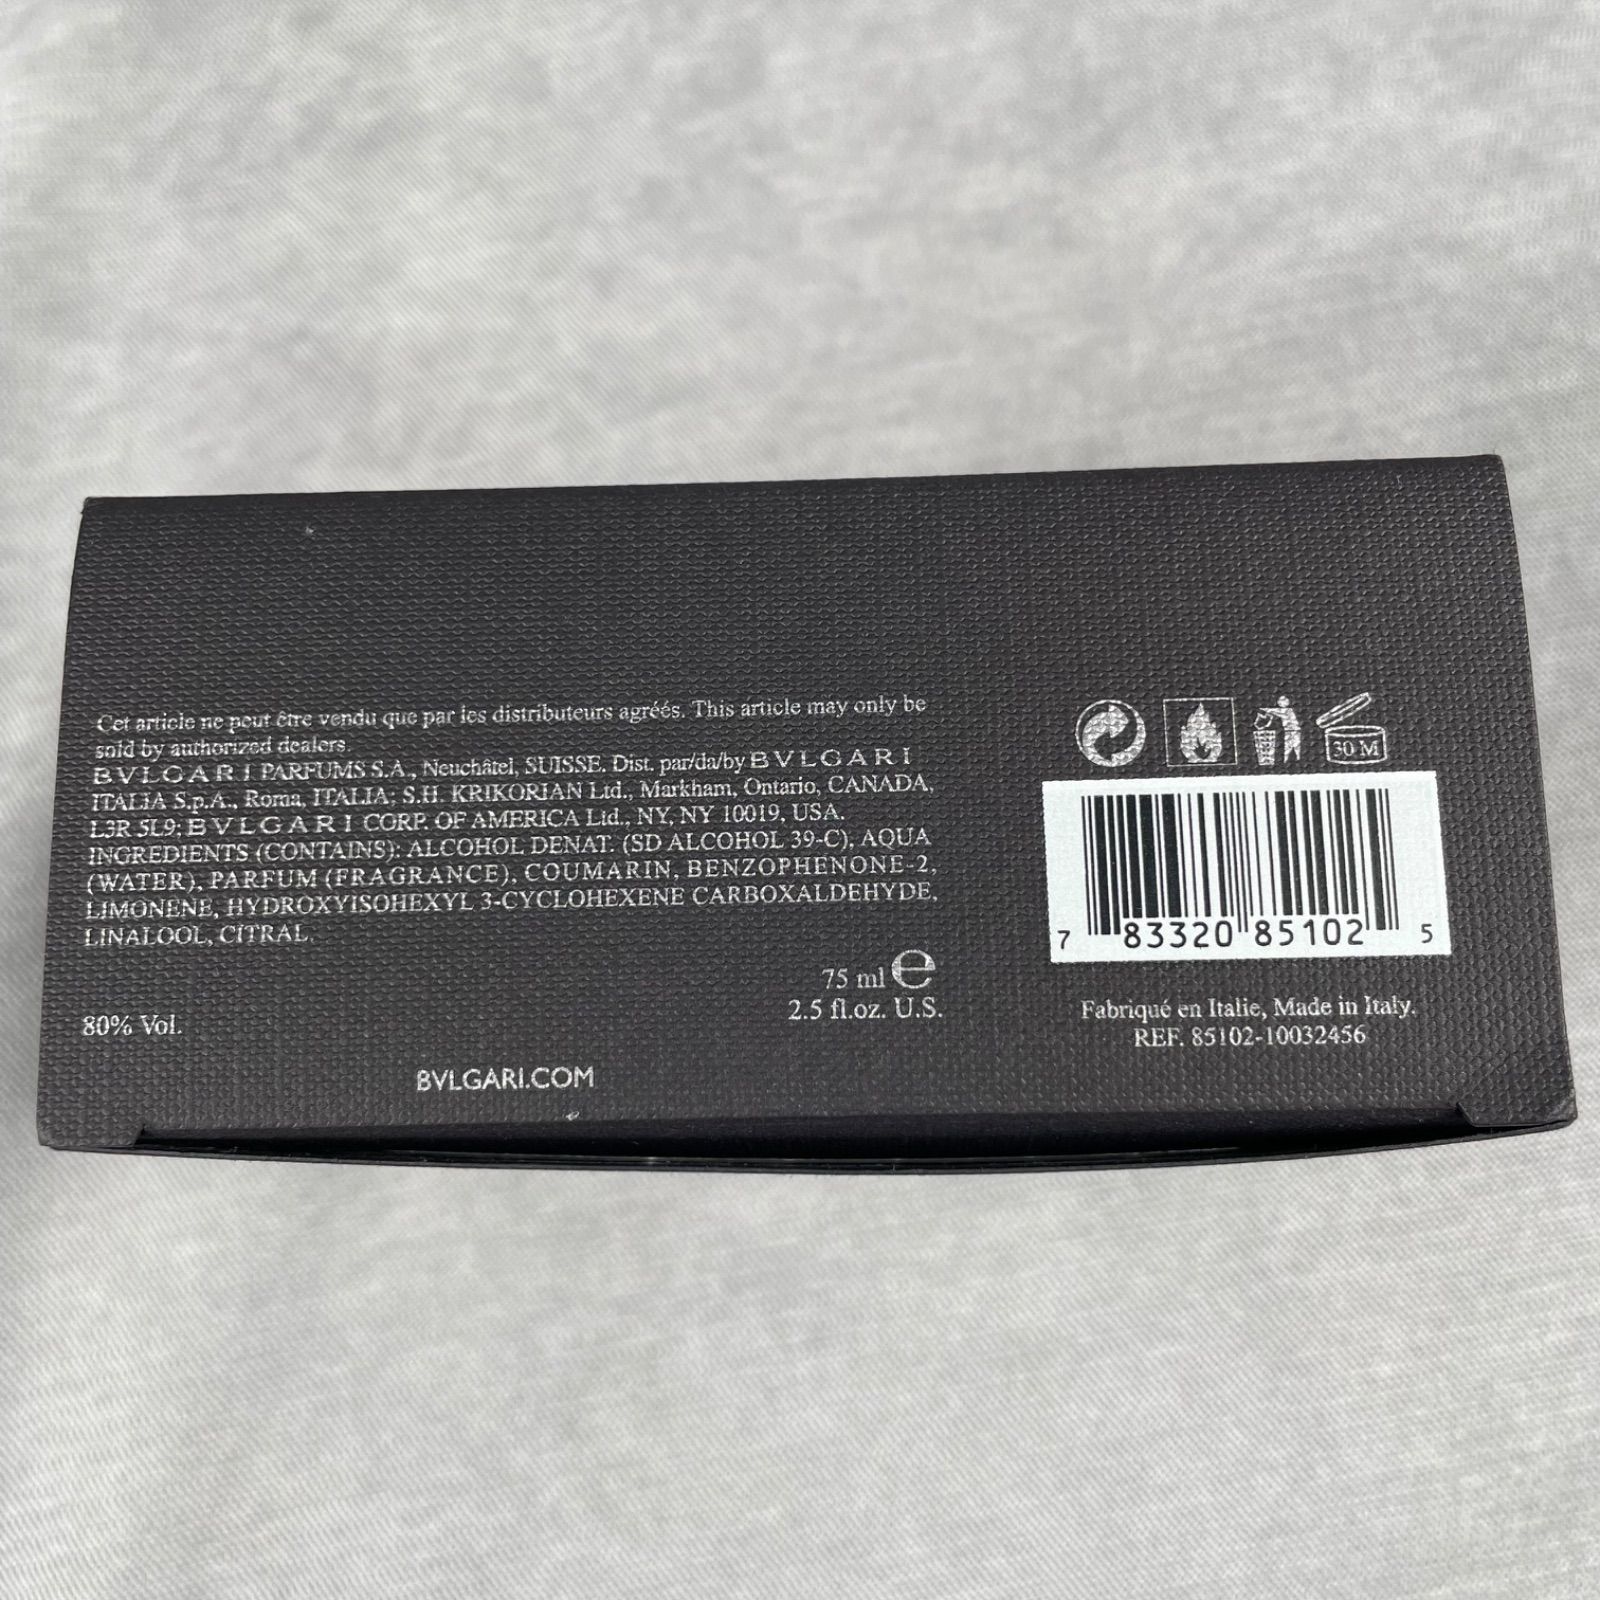 Cet article ne peut être vendu que par les distributeurs agréés. This article may only be
sold by authorized dealers.
BVLGARI PARFUMS S.A., Neuchâtel, SUISSE. Dist. par/da/by BVLGARI
ITALIA S.p.A., Roma, ITALIA; S.H. KRIKORIAN Ltd., Markham, Ontario, CANADA,
L3R 5L9; BVLGARI CORP. OF AMERICA Ltd., NY, NY 10019, USA.
INGREDIENTS (CONTAINS): ALCOHOL DENAT. (SD ALCOHOL 39-C), AQUA
(WATER), PARFUM (FRAGRANCE), COUMARIN, BENZOPHENONE-2,
LIMONENE, HYDROXYISOHEXYL 3-CYCLOHEXENE CARBOXALDEHYDE,
LINALOOL, CITRAL.
75 ml e
2.5 fl.oz. U.S.
80% Vol.
BVLGARI.COM
30 M
7 83320 85102 5
Fabriqué en Italie, Made in Italy.
REF. 85102-10032456